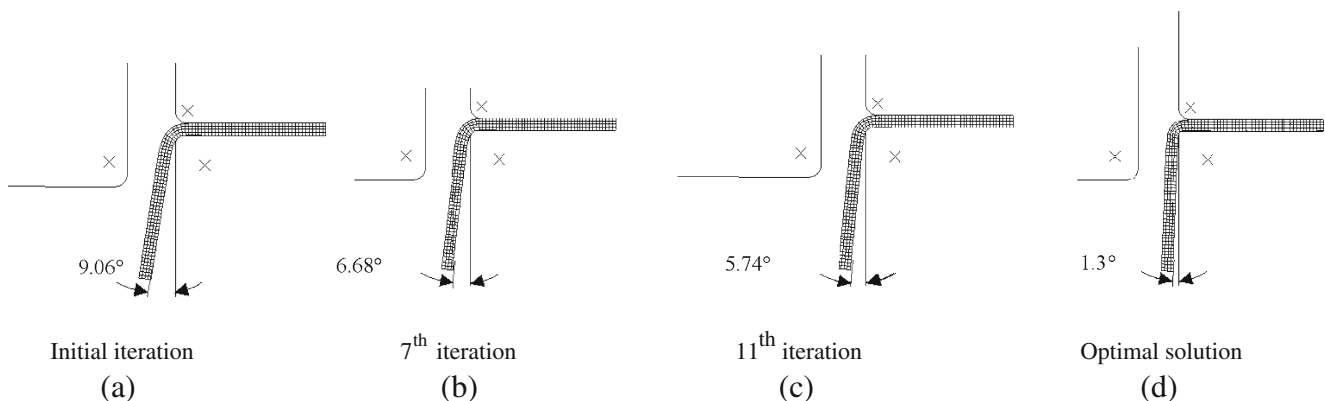 9.06°
6.68°
5.74°
1.3°
Initial iteration
7th iteration
11th iteration
Optimal solution
(a)
(b)
(c)
(d)